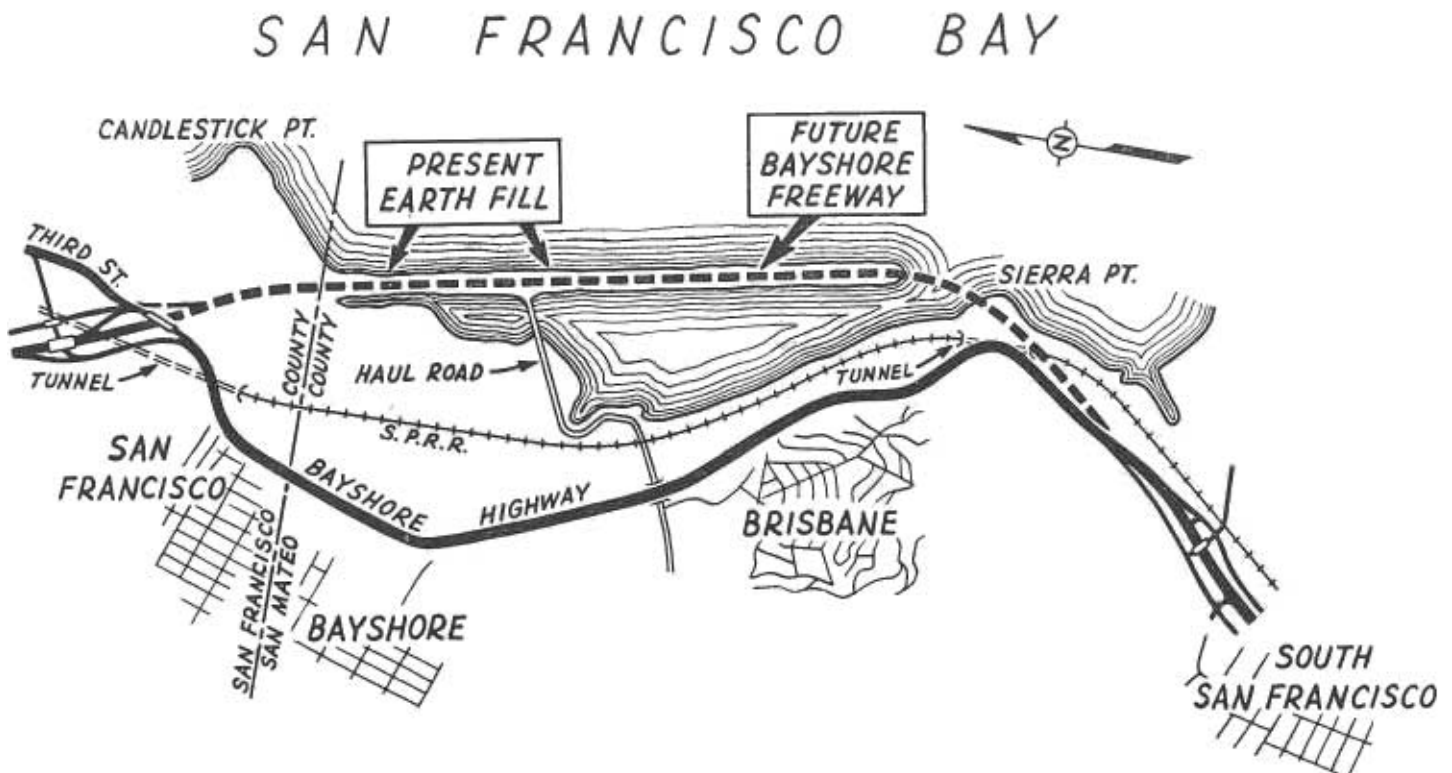 SAN FRANCISCO BAY
CANDLESTICK PT.
PRESENT
EARTH FILL
FUTURE
BAYSHORE
FREEWAY
N
THIRD ST.
SIERRA PT.
TUNNEL
COUNTY
COUNTY
HAUL ROAD
TUNNEL
S.P.R.R.
SAN
FRANCISCO
BAYSHORE
HIGHWAY
BRISBANE
SAN FRANCISCO
SAN MATEO
BAYSHORE
SOUTH
SAN FRANCISCO